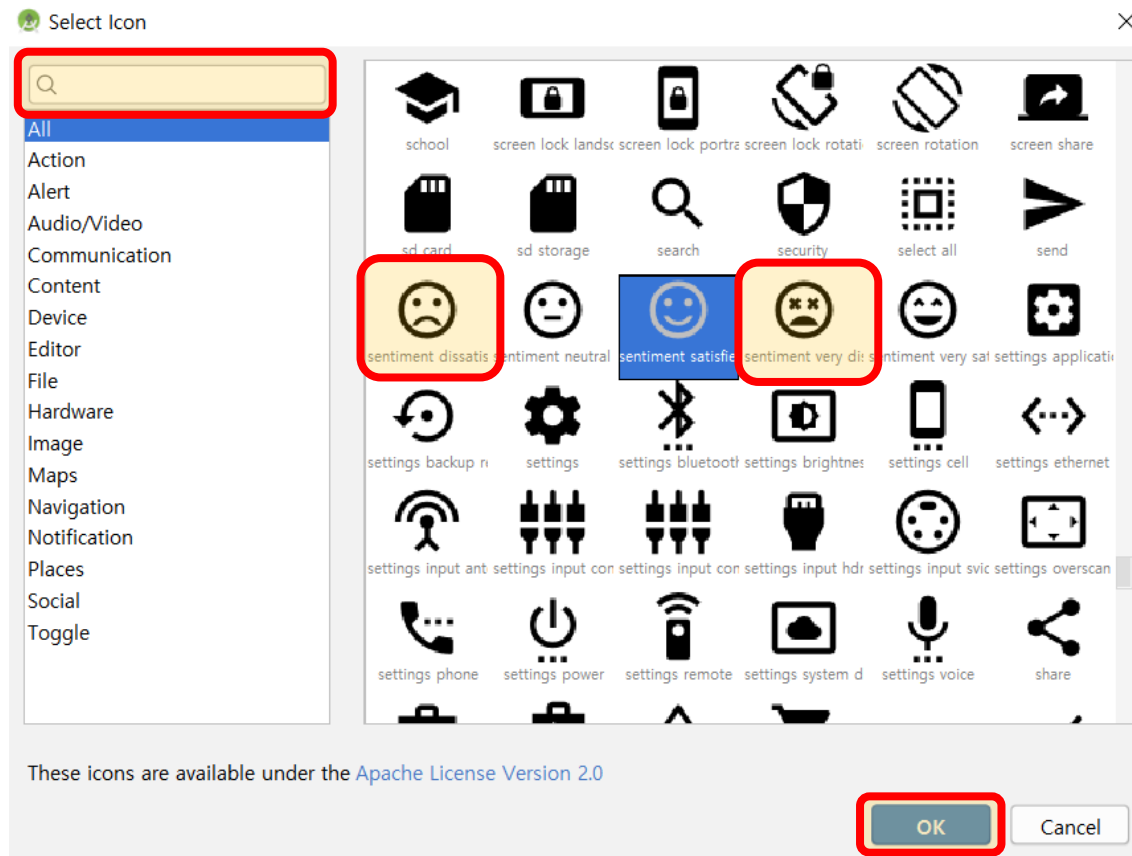 Select Icon
All
Action
Alert
Audio/Video
Communication
Content
Device
Editor
File
Hardware
Image
Maps
Navigation
Notification
Places
Social
Toggle
school screen lock landsc screen lock portra screen lock rotati screen rotation screen share
sd card sd storage search security select all send
sentiment dissatis sentiment neutral sentiment satisfie sentiment very dis sentiment very sat settings applicati
settings backup re settings settings bluetooth settings brightnes settings cell settings ethernet
settings input ant settings input con settings input con settings input hdr settings input svic settings overscan
settings phone settings power settings remote settings system d settings voice share
These icons are available under the Apache License Version 2.0
OK Cancel